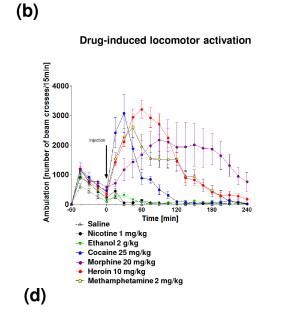 (b)
Drug-induced locomotor activation
Ambulation [number of beam crosses/15min]
4000
3000
2000
1000
0
injection
-60 0 60 120 180 240
Time [min]
Saline
Nicotine 1 mg/kg
Ethanol 2 g/kg
Cocaine 25 mg/kg
Morphine 20 mg/kg
Heroin 10 mg/kg
Methamphetamine 2 mg/kg
(d)